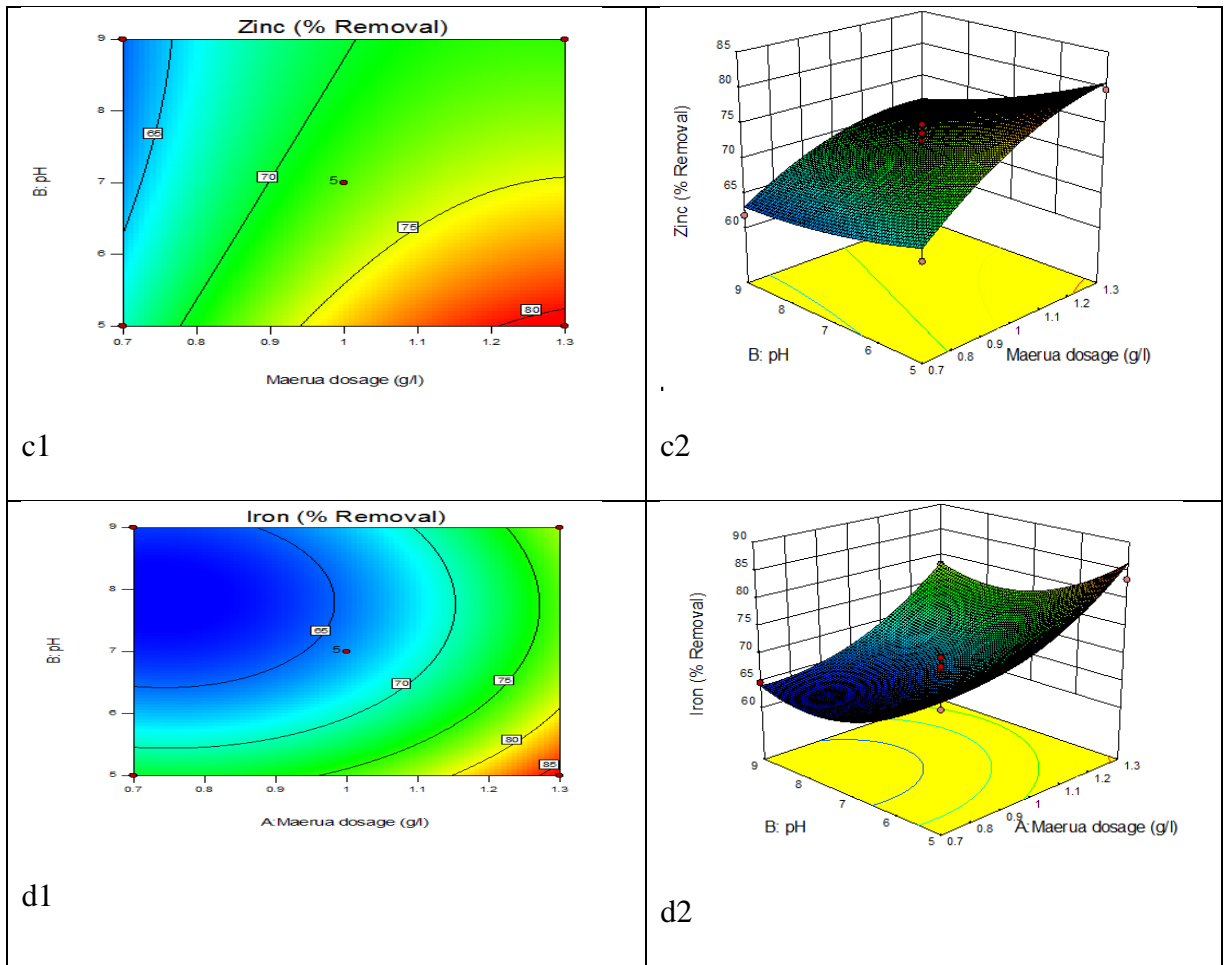 Zinc (% Removal)
9
8
7
6
5
B: pH
65
70
5
75
80
0.7 0.8 0.9 1 1.1 1.2 1.3
Maerua dosage (g/l)
c1
85
80
75
70
65
60
Zinc (% Removal)
9 8 7 6 5
B: pH
0.7 0.8 0.9 1 1.1 1.2 1.3
Maerua dosage (g/l)
c2
Iron (% Removal)
9
8
7
6
5
B: pH
65
5
70
75
80
85
0.7 0.8 0.9 1 1.1 1.2 1.3
A:Maerua dosage (g/l)
d1
90
85
80
75
70
65
60
Iron (% Removal)
9 8 7 6 5
B: pH
0.7 0.8 0.9 1 1.1 1.2 1.3
A:Maerua dosage (g/l)
d2